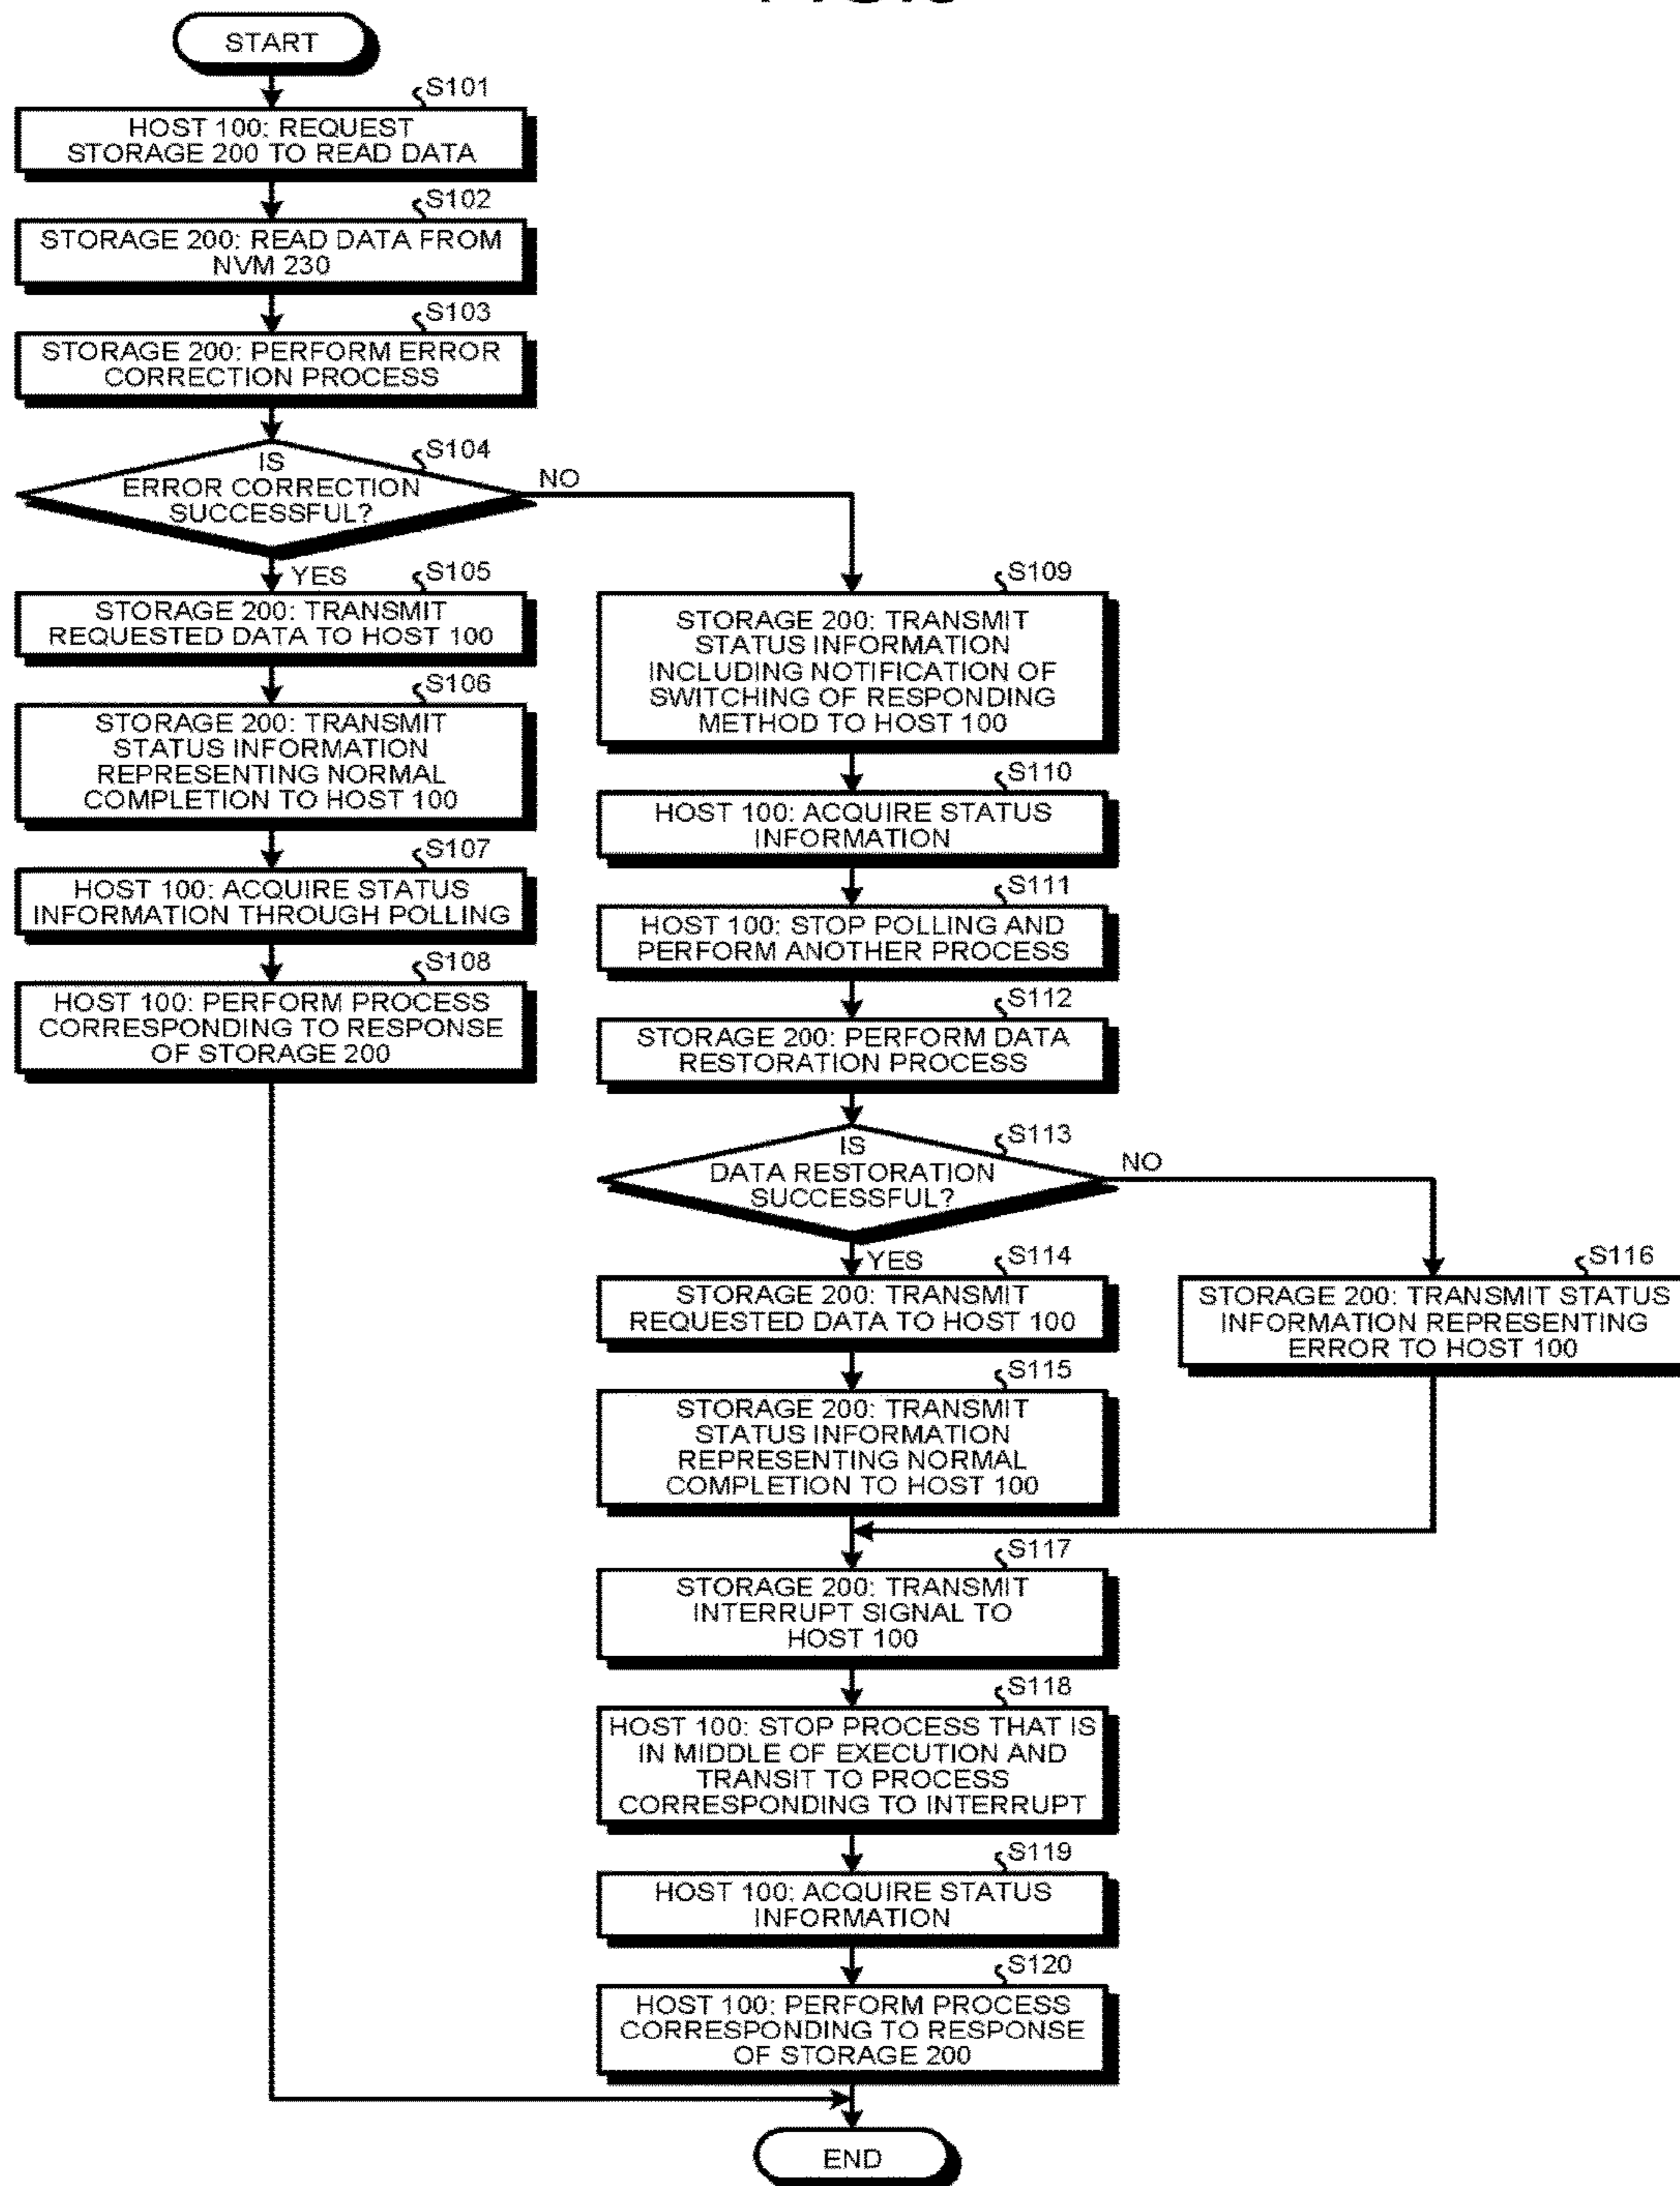 START
S101
HOST 100: REQUEST
STORAGE 200 TO READ DATA
S102
STORAGE 200: READ DATA FROM
NVM 230
S103
STORAGE 200: PERFORM ERROR
CORRECTION PROCESS
S104
IS
ERROR CORRECTION
SUCCESSFUL?
NO
YES
S105
STORAGE 200: TRANSMIT
REQUESTED DATA TO HOST 100
S106
STORAGE 200: TRANSMIT
STATUS INFORMATION
REPRESENTING NORMAL
COMPLETION TO HOST 100
S107
HOST 100: ACQUIRE STATUS
INFORMATION THROUGH POLLING
S108
HOST 100: PERFORM PROCESS
CORRESPONDING TO RESPONSE
OF STORAGE 200
S109
STORAGE 200: TRANSMIT
STATUS INFORMATION
INCLUDING NOTIFICATION OF
SWITCHING OF RESPONDING
METHOD TO HOST 100
S110
HOST 100: ACQUIRE STATUS
INFORMATION
S111
HOST 100: STOP POLLING AND
PERFORM ANOTHER PROCESS
S112
STORAGE 200: PERFORM DATA
RESTORATION PROCESS
S113
IS
DATA RESTORATION
SUCCESSFUL?
NO
YES
S114
STORAGE 200: TRANSMIT
REQUESTED DATA TO HOST 100
S115
STORAGE 200: TRANSMIT
STATUS INFORMATION
REPRESENTING NORMAL
COMPLETION TO HOST 100
S116
STORAGE 200: TRANSMIT STATUS
INFORMATION REPRESENTING
ERROR TO HOST 100
S117
STORAGE 200: TRANSMIT
INTERRUPT SIGNAL TO
HOST 100
S118
HOST 100: STOP PROCESS THAT IS
IN MIDDLE OF EXECUTION AND
TRANSIT TO PROCESS
CORRESPONDING TO INTERRUPT
S119
HOST 100: ACQUIRE STATUS
INFORMATION
S120
HOST 100: PERFORM PROCESS
CORRESPONDING TO RESPONSE
OF STORAGE 200
END